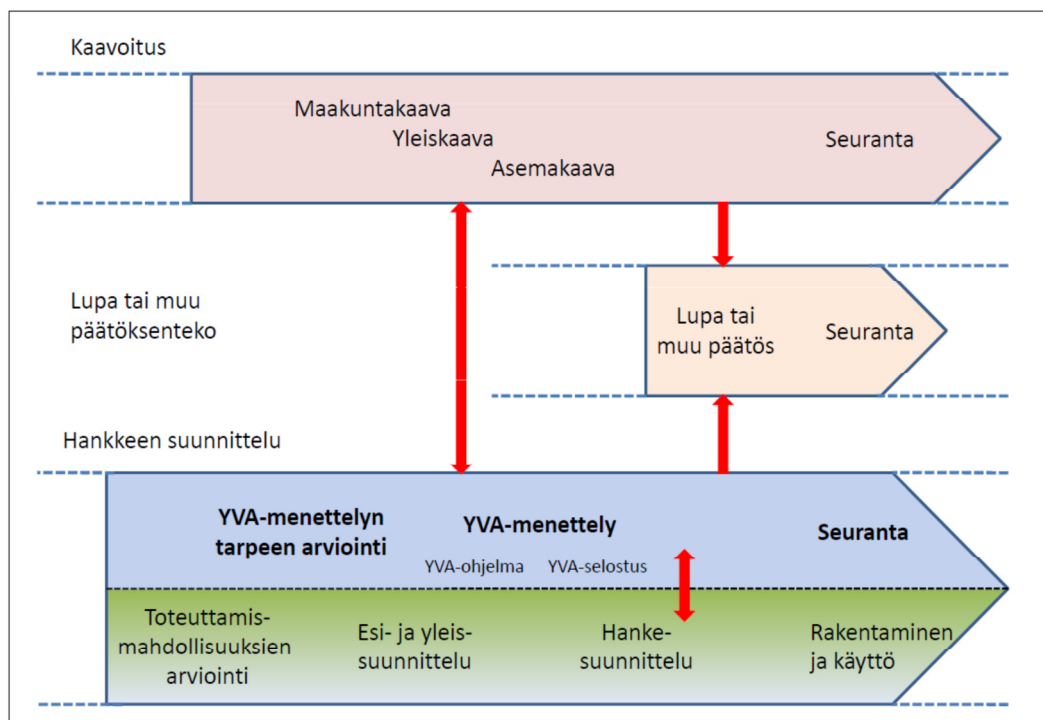 Kaavoitus
Maakuntakaava
Yleiskaava
Asemakaava
Seuranta
Lupa tai muu
päätöksenteko
Lupa tai
muu päätös
Seuranta
Hankkeen suunnittelu
YVA-menettelyn
tarpeen arviointi
YVA-menettely
YVA-ohjelma
YVA-selostus
Seuranta
Toteuttamis-
mahdollisuuksien
arviointi
Esi- ja yleis-
suunnittelu
Hanke-
suunnittelu
Rakentaminen
ja käyttö